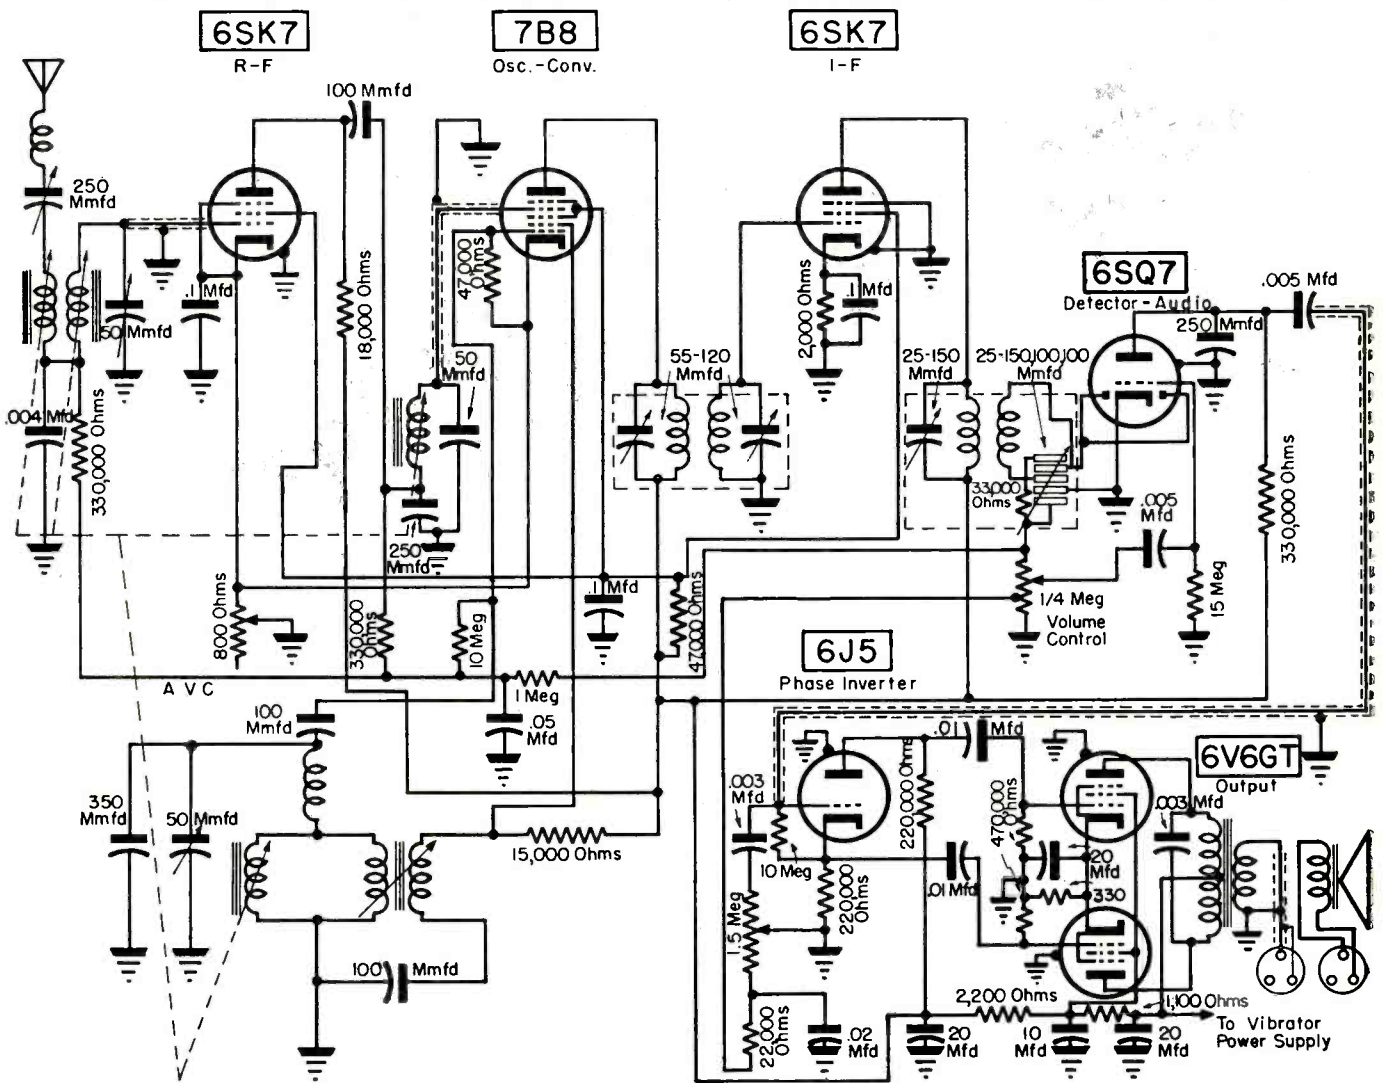 6SK7
R-F
7B8
Osc.-Conv.
6SK7
I-F
6SQ7
Detector-Audio
6J5
Phase Inverter
6V6GT
Output
100 Mmfd
250
Mmfd
.1 Mfd
50 Mmfd
18,000 Ohms
47,000
Ohms
.004 Mfd
330,000 Ohms
50
Mmfd
250
Mmfd
55-120
Mmfd
2,000 Ohms
.1 Mfd
25-150
Mmfd
25-150,100,100
Mmfd
250 Mmfd
.005 Mfd
33,000
Ohms
.005
Mfd
330,000 Ohms
800 Ohms
330,000
Ohms
10 Meg
.1 Mfd
47,000 Ohms
1/4 Meg
Volume
Control
15 Meg
A V C
1 Meg
.05
Mfd
100
Mmfd
350
Mmfd
50 Mmfd
15,000 Ohms
100 Mmfd
.003
Mfd
10 Meg
220,000
Ohms
1.5 Meg
22,000
Ohms
.02
Mfd
220,000 Ohms
.01 Mfd
.01 Mfd
470,000
Ohms
20
Mfd
330
.003 Mfd
2,200 Ohms
1,100 Ohms
20
Mfd
10
Mfd
20
Mfd
To Vibrator
Power Supply